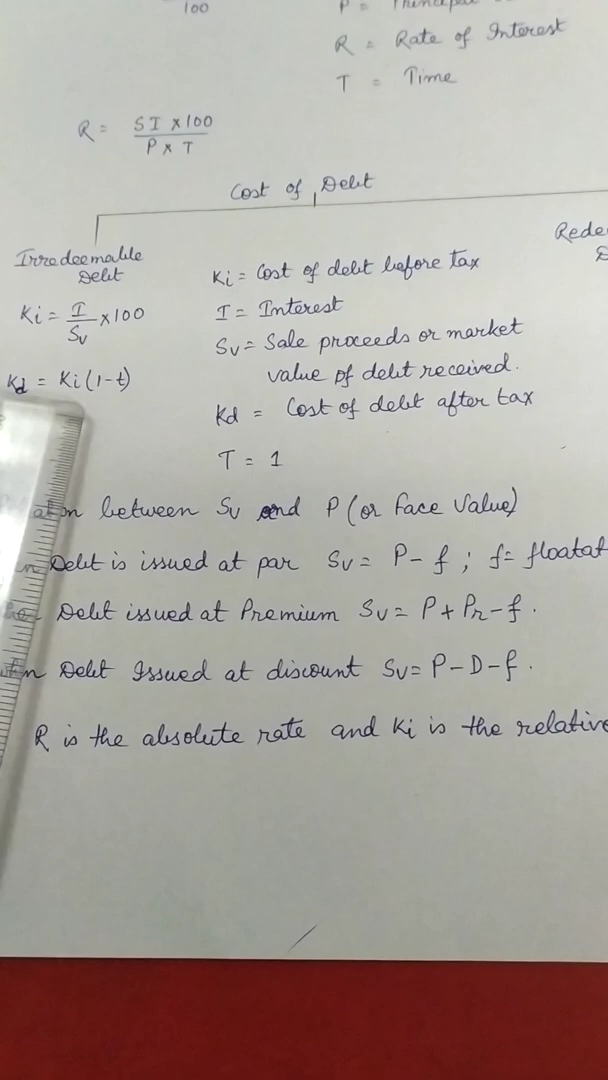 100
P =
R = Rate of Interest
T = Time
R = SI x 100
P x T
Cost of Debt
Irredeemable
Debt
Ki = I x 100
Sv
Kd = Ki (1-t)
Ki = Cost of debt before tax
I = Interest
Sv = Sale proceeds or market
value of debt received.
Kd = Cost of debt after tax
T = 1
between Sv and P (or Face Value)
Debt is issued at par Sv = P - f ; f =
Debt issued at Premium Sv = P + Pr - f.
Debt Issued at discount Sv = P - D - f.
R is the absolute rate and Ki is the relative